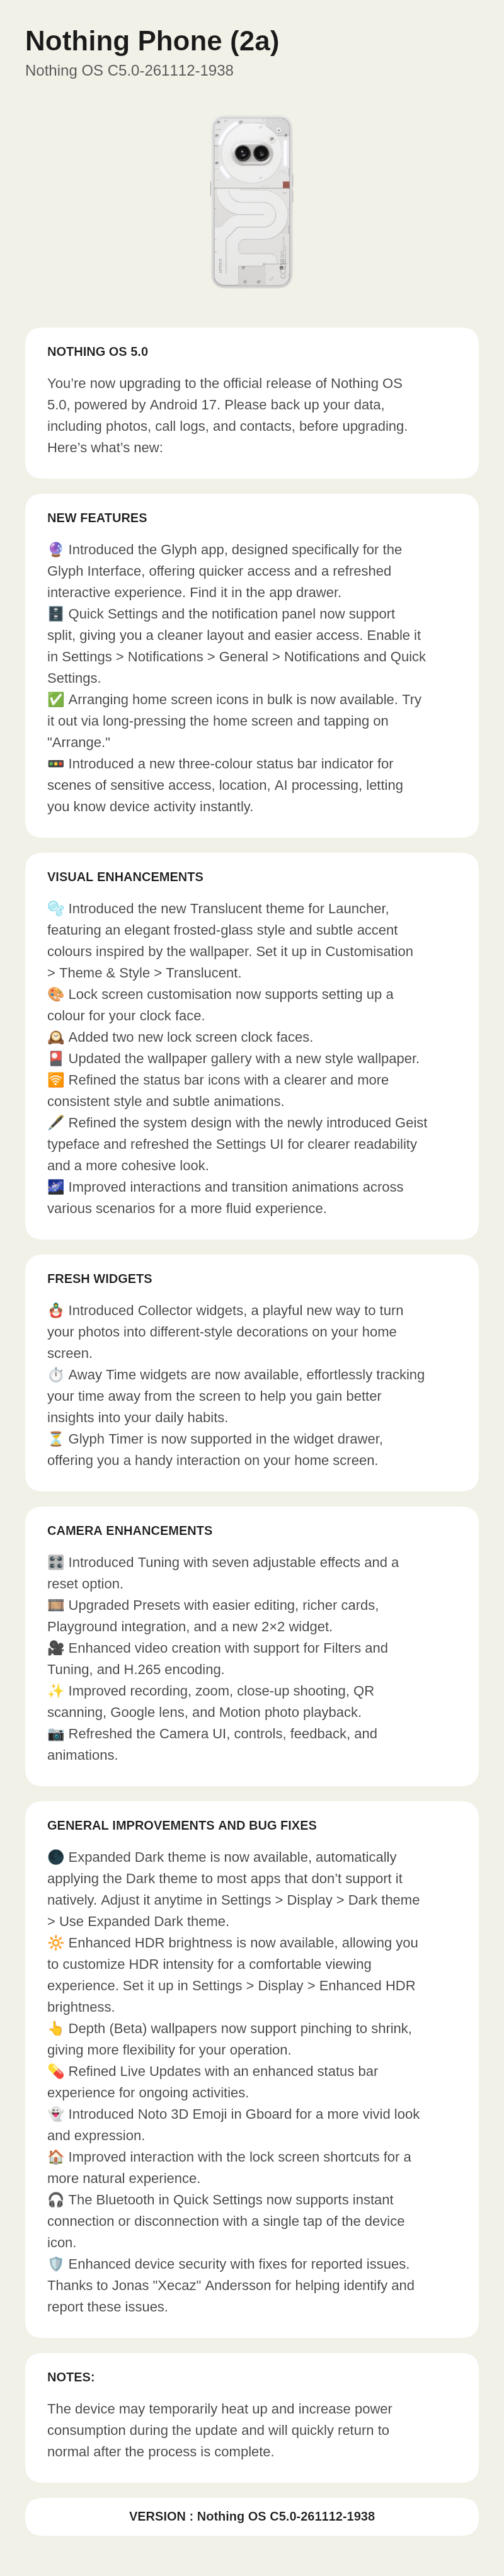 Nothing Phone (2a)
Nothing OS C5.0-261112-1938
NOTHING OS 5.0
You’re now upgrading to the official release of Nothing OS
5.0, powered by Android 17. Please back up your data,
including photos, call logs, and contacts, before upgrading.
Here’s what’s new:
NEW FEATURES
🔮 Introduced the Glyph app, designed specifically for the
Glyph Interface, offering quicker access and a refreshed
interactive experience. Find it in the app drawer.
🗄️ Quick Settings and the notification panel now support
split, giving you a cleaner layout and easier access. Enable it
in Settings > Notifications > General > Notifications and Quick
Settings.
✅ Arranging home screen icons in bulk is now available. Try
it out via long-pressing the home screen and tapping on
"Arrange."
🚥 Introduced a new three-colour status bar indicator for
scenes of sensitive access, location, AI processing, letting
you know device activity instantly.
VISUAL ENHANCEMENTS
🫧 Introduced the new Translucent theme for Launcher,
featuring an elegant frosted-glass style and subtle accent
colours inspired by the wallpaper. Set it up in Customisation
> Theme & Style > Translucent.
🎨 Lock screen customisation now supports setting up a
colour for your clock face.
🕰️ Added two new lock screen clock faces.
🎴 Updated the wallpaper gallery with a new style wallpaper.
🛜 Refined the status bar icons with a clearer and more
consistent style and subtle animations.
🖋️ Refined the system design with the newly introduced Geist
typeface and refreshed the Settings UI for clearer readability
and a more cohesive look.
🌌 Improved interactions and transition animations across
various scenarios for a more fluid experience.
FRESH WIDGETS
🪆 Introduced Collector widgets, a playful new way to turn
your photos into different-style decorations on your home
screen.
⏱️ Away Time widgets are now available, effortlessly tracking
your time away from the screen to help you gain better
insights into your daily habits.
⏳ Glyph Timer is now supported in the widget drawer,
offering you a handy interaction on your home screen.
CAMERA ENHANCEMENTS
🎛️ Introduced Tuning with seven adjustable effects and a
reset option.
🎞️ Upgraded Presets with easier editing, richer cards,
Playground integration, and a new 2×2 widget.
🎥 Enhanced video creation with support for Filters and
Tuning, and H.265 encoding.
✨ Improved recording, zoom, close-up shooting, QR
scanning, Google lens, and Motion photo playback.
📷 Refreshed the Camera UI, controls, feedback, and
animations.
GENERAL IMPROVEMENTS AND BUG FIXES
🌑 Expanded Dark theme is now available, automatically
applying the Dark theme to most apps that don’t support it
natively. Adjust it anytime in Settings > Display > Dark theme
> Use Expanded Dark theme.
🔆 Enhanced HDR brightness is now available, allowing you
to customize HDR intensity for a comfortable viewing
experience. Set it up in Settings > Display > Enhanced HDR
brightness.
👆 Depth (Beta) wallpapers now support pinching to shrink,
giving more flexibility for your operation.
💊 Refined Live Updates with an enhanced status bar
experience for ongoing activities.
👻 Introduced Noto 3D Emoji in Gboard for a more vivid look
and expression.
🏠 Improved interaction with the lock screen shortcuts for a
more natural experience.
🎧 The Bluetooth in Quick Settings now supports instant
connection or disconnection with a single tap of the device
icon.
🛡️ Enhanced device security with fixes for reported issues.
Thanks to Jonas "Xecaz" Andersson for helping identify and
report these issues.
NOTES:
The device may temporarily heat up and increase power
consumption during the update and will quickly return to
normal after the process is complete.
VERSION : Nothing OS C5.0-261112-1938